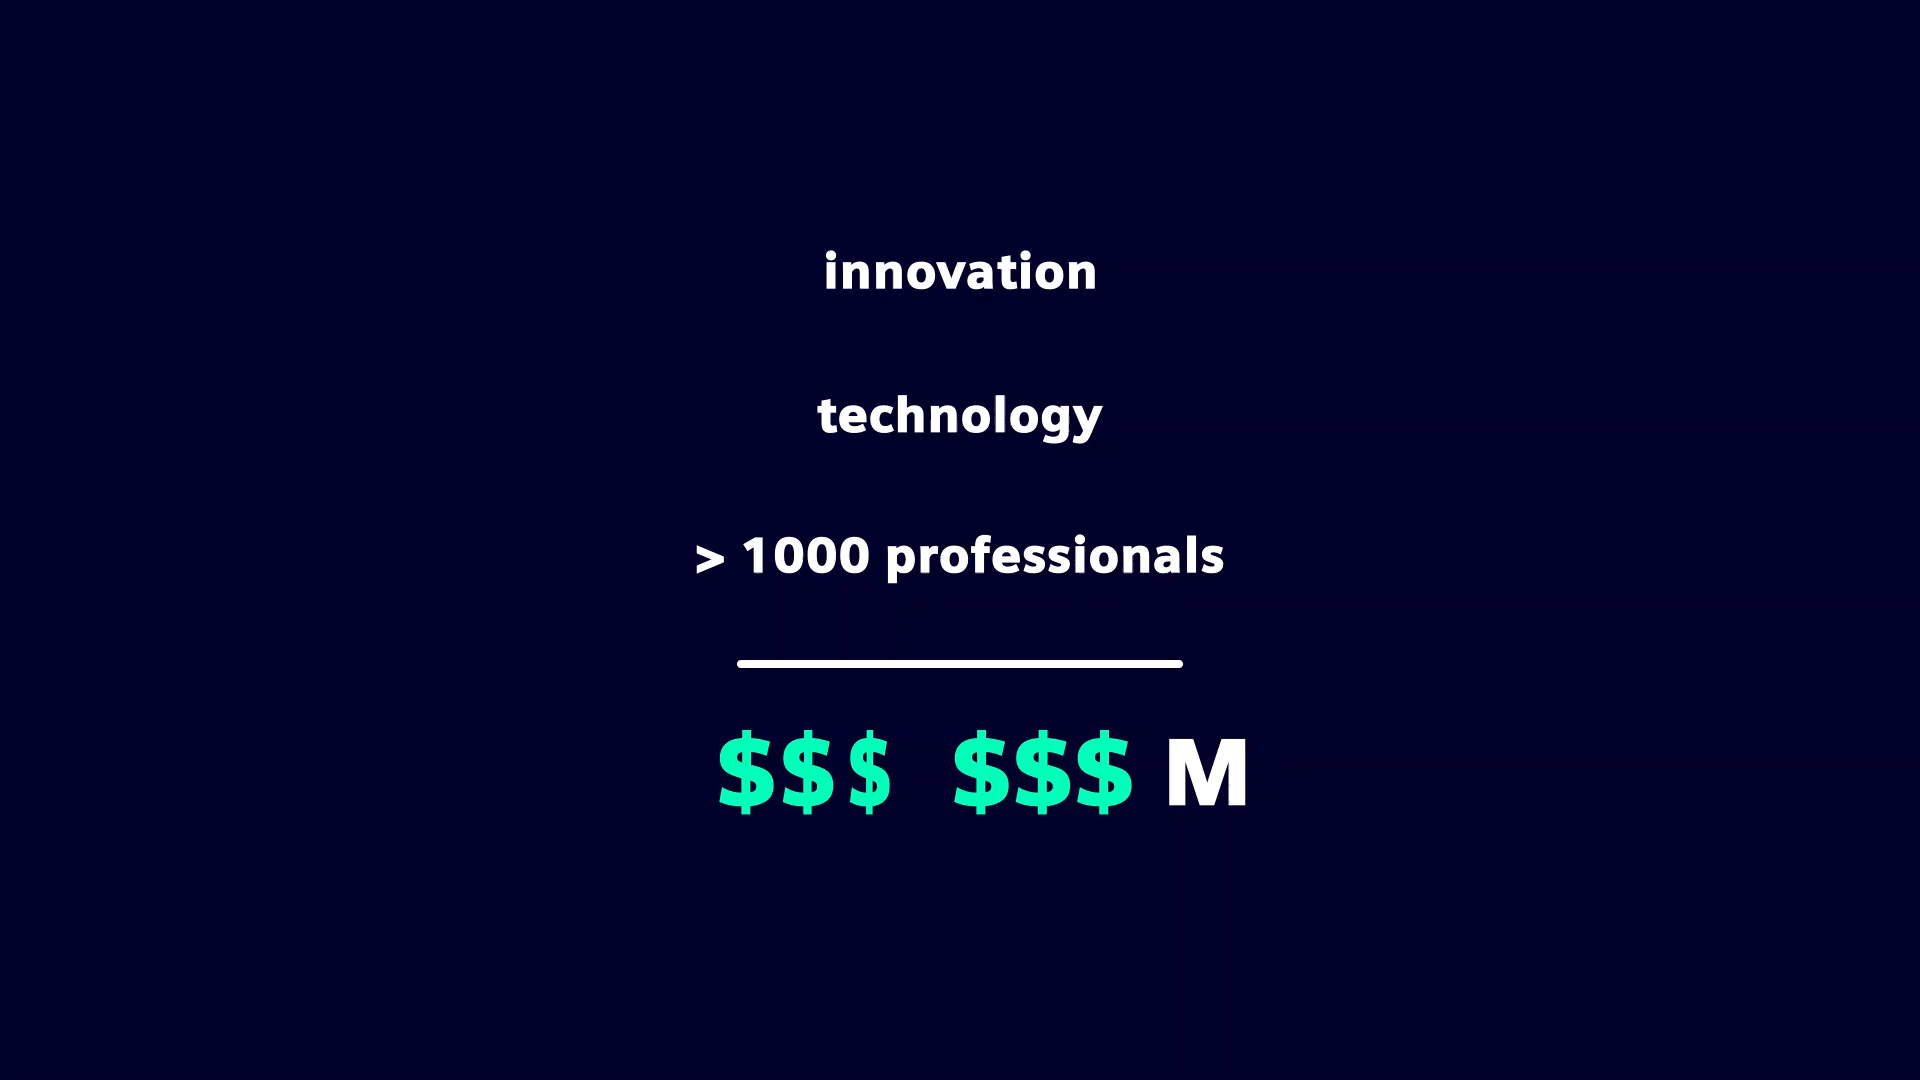 innovation
technology
> 1000 professionals
$$$ $$$ M